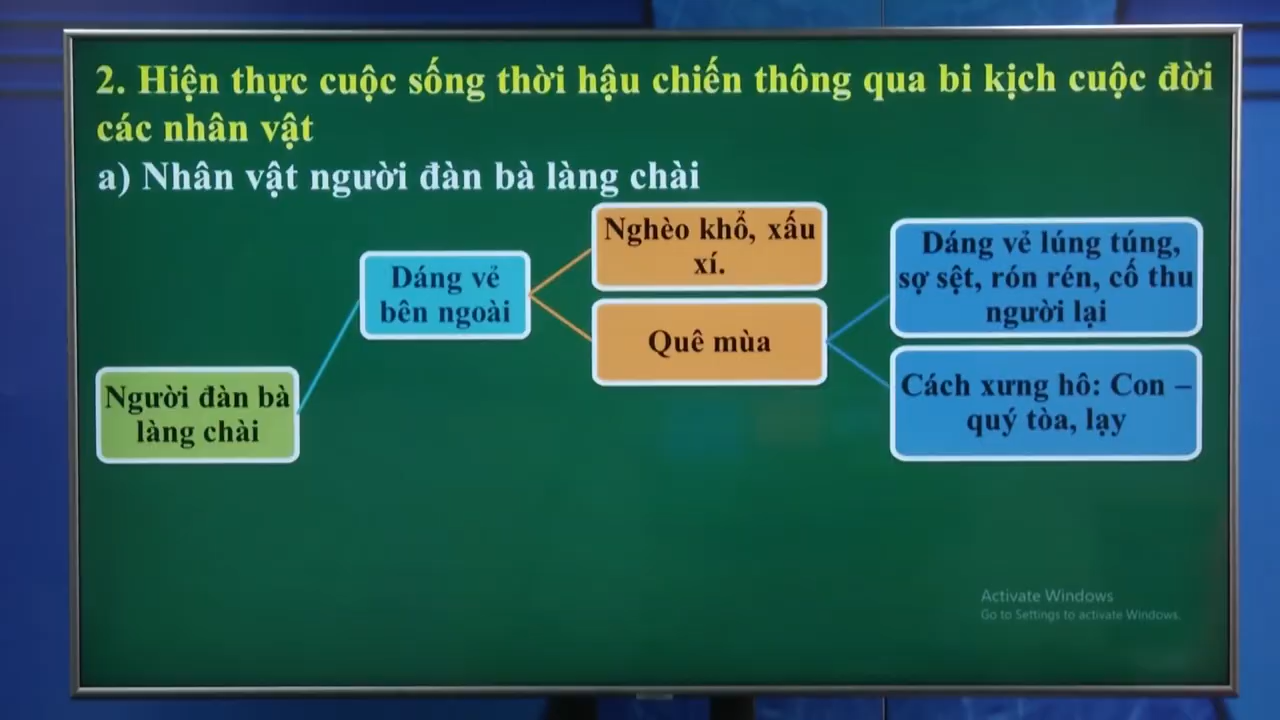 2. Hiện thực cuộc sống thời hậu chiến thông qua bi kịch cuộc đời
các nhân vật
a) Nhân vật người đàn bà làng chài
Người đàn bà
làng chài
Dáng vẻ
bên ngoài
Nghèo khổ, xấu
xí.
Quê mùa
Dáng vẻ lúng túng,
sợ sệt, rón rén, cố thu
người lại
Cách xưng hô: Con –
quý tòa, lạy
Activate Windows
Go to Settings to activate Windows.